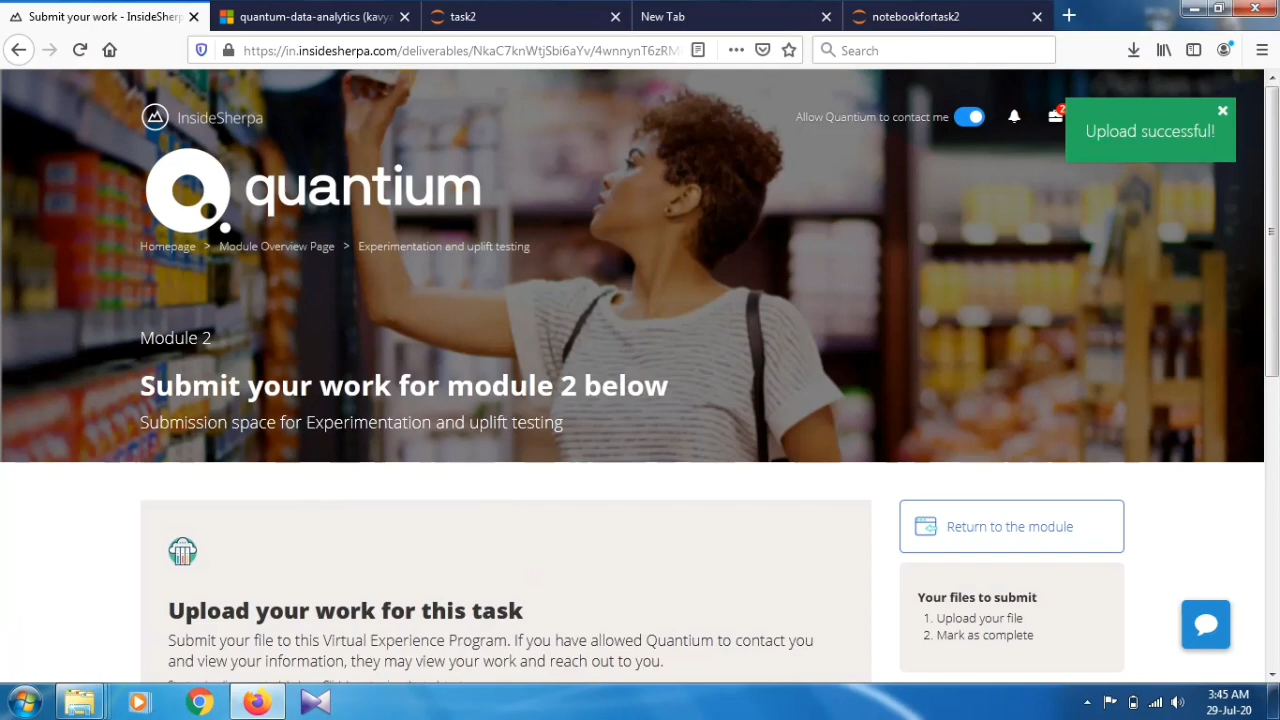 Submit your work - InsideSherp
quantum-data-analytics (kavya
task2
New Tab
notebookfortask2
https://in.insidesherpa.com/deliverables/NkaC7knWtjSbi6aYv/4wnnynT6zRM
Search
InsideSherpa
Allow Quantium to contact me
2
Upload successful!
quantium
Homepage > Module Overview Page > Experimentation and uplift testing
Module 2
Submit your work for module 2 below
Submission space for Experimentation and uplift testing
Return to the module
Upload your work for this task
Submit your file to this Virtual Experience Program. If you have allowed Quantium to contact you
and view your information, they may view your work and reach out to you.
Your files to submit
1. Upload your file
2. Mark as complete
3:45 AM
29-Jul-20